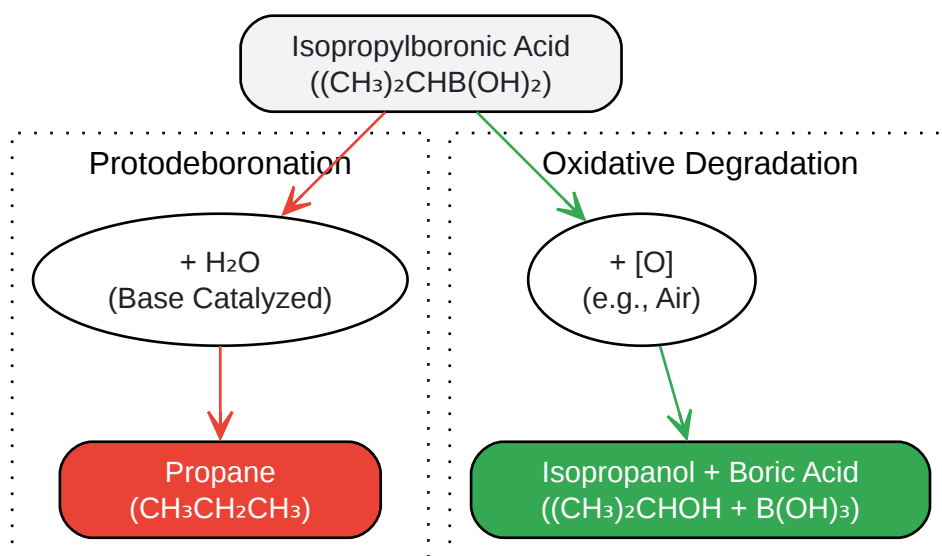 Isopropylboronic Acid
((CH₃)₂CHB(OH)₂)
Protodeboronation
+ H₂O
(Base Catalyzed)
Propane
(CH₃CH₂CH₃)
Oxidative Degradation
+ [O]
(e.g., Air)
Isopropanol + Boric Acid
((CH₃)₂CHOH + B(OH)₃)